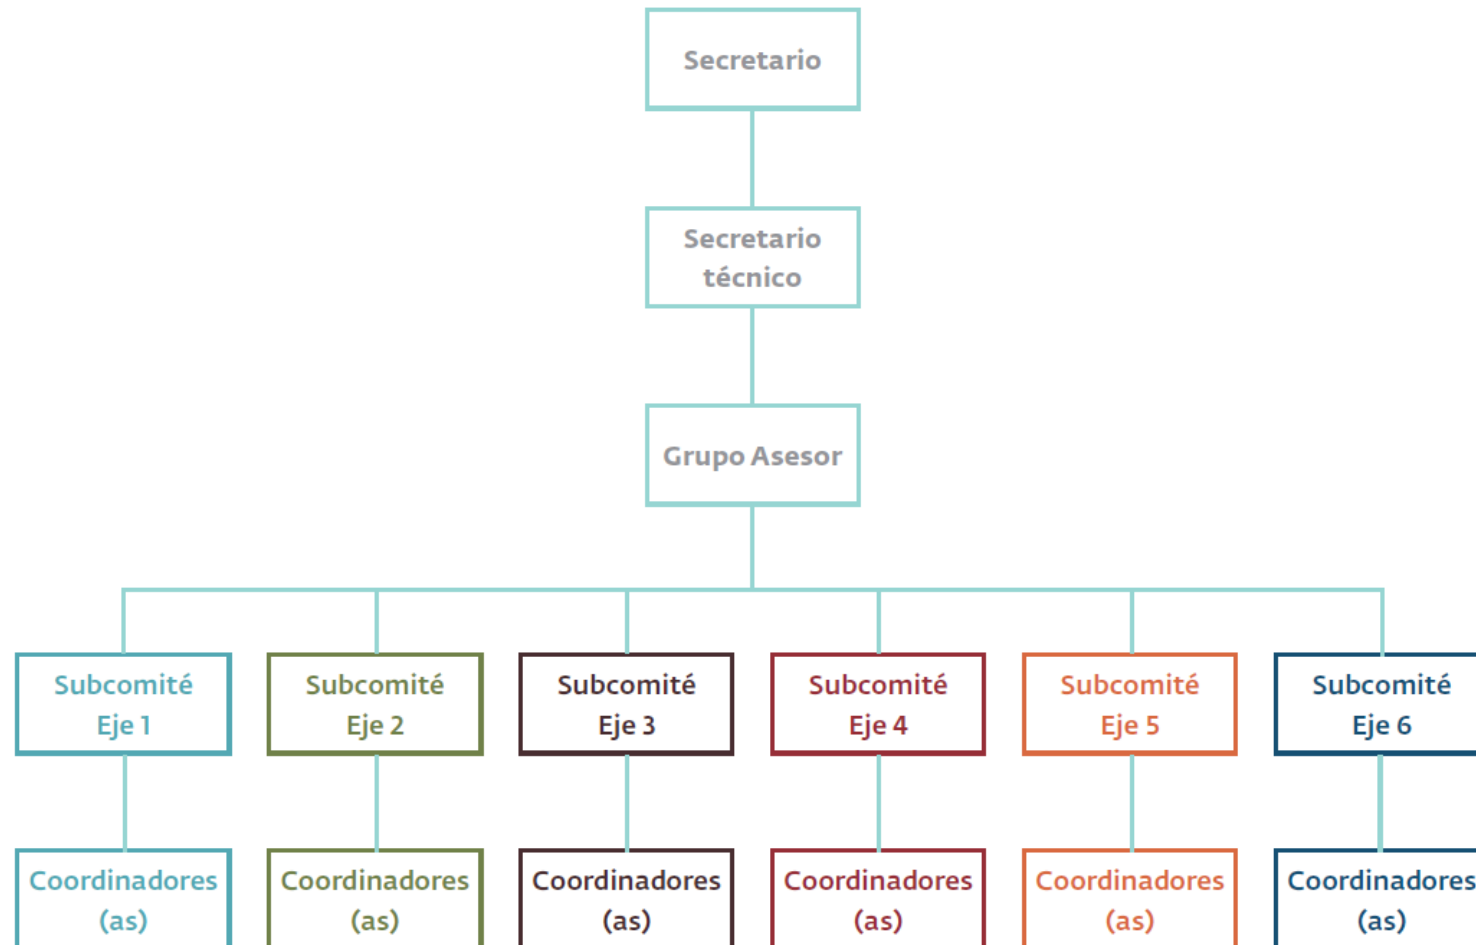 Secretario
Secretario
técnico
Grupo Asesor
Subcomité
Eje 1
Subcomité
Eje 2
Subcomité
Eje 3
Subcomité
Eje 4
Subcomité
Eje 5
Subcomité
Eje 6
Coordinadores
(as)
Coordinadores
(as)
Coordinadores
(as)
Coordinadores
(as)
Coordinadores
(as)
Coordinadores
(as)